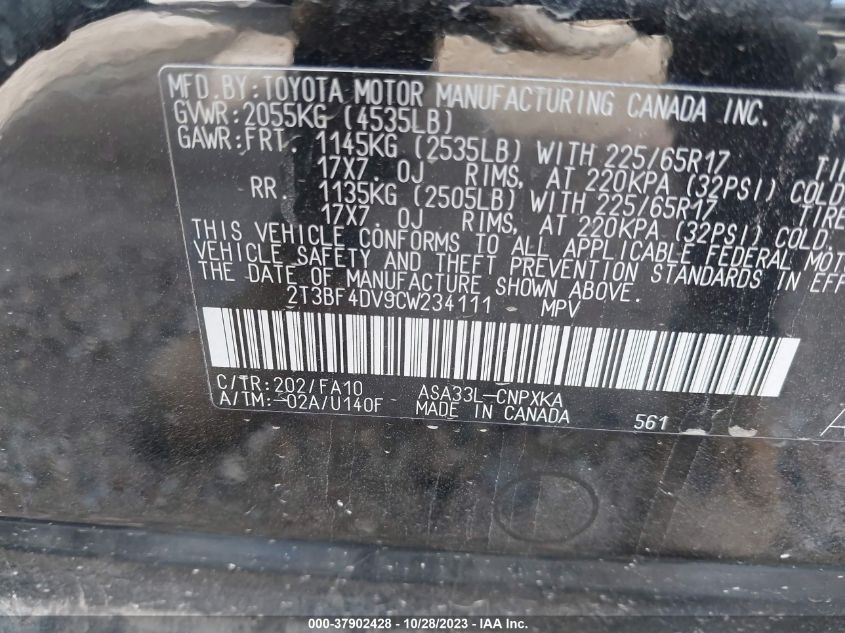 MFD.BY:TOYOTA MOTOR MANUFACTURING CANADA INC.
GVWR:2055KG (4535LB)
GAWR:FRT 1145KG (2535LB) WITH 225/65R17
17X7.0J RIMS, AT 220KPA (32PSI) COLD
RR 1135KG (2505LB) WITH 225/65R17 TIRE
17X7.0J RIMS, AT 220KPA (32PSI) COLD.
THIS VEHICLE CONFORMS TO ALL APPLICABLE FEDERAL
VEHICLE SAFETY AND THEFT PREVENTION STANDARDS IN
THE DATE OF MANUFACTURE SHOWN ABOVE.
2T3BF4DV9CW234111 MPV
C/TR:202/FA10 ASA33L-CNPXKA
A/TM:-02A/U140F MADE IN CANADA 561
000-37902428 - 10/28/2023 - IAA Inc.